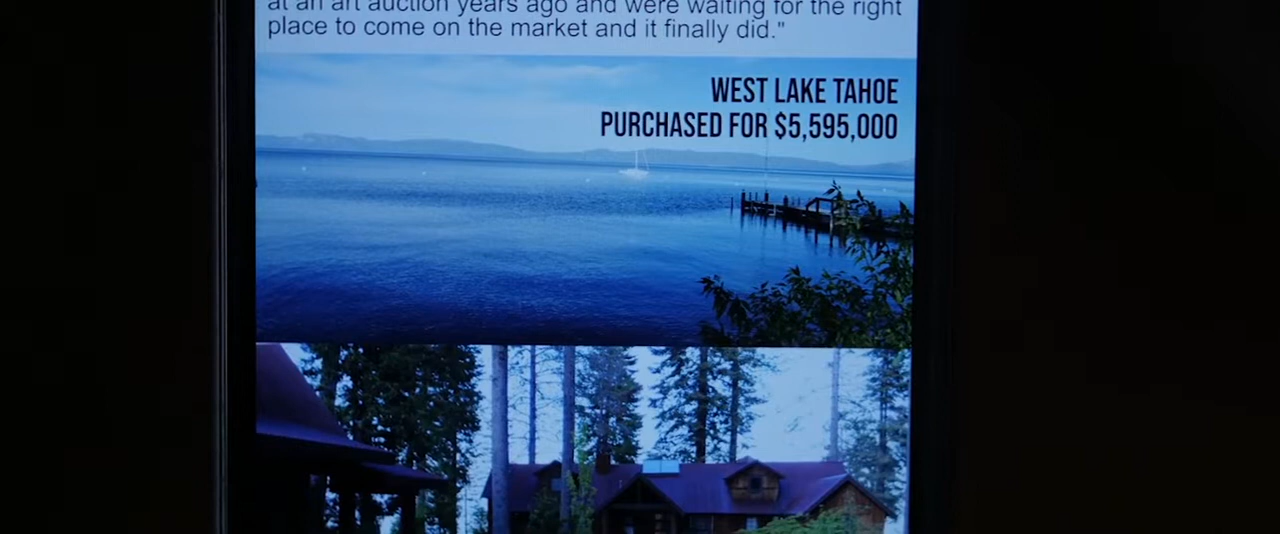 at an art auction years ago and were waiting for the right
place to come on the market and it finally did."
WEST LAKE TAHOE
PURCHASED FOR $5,595,000